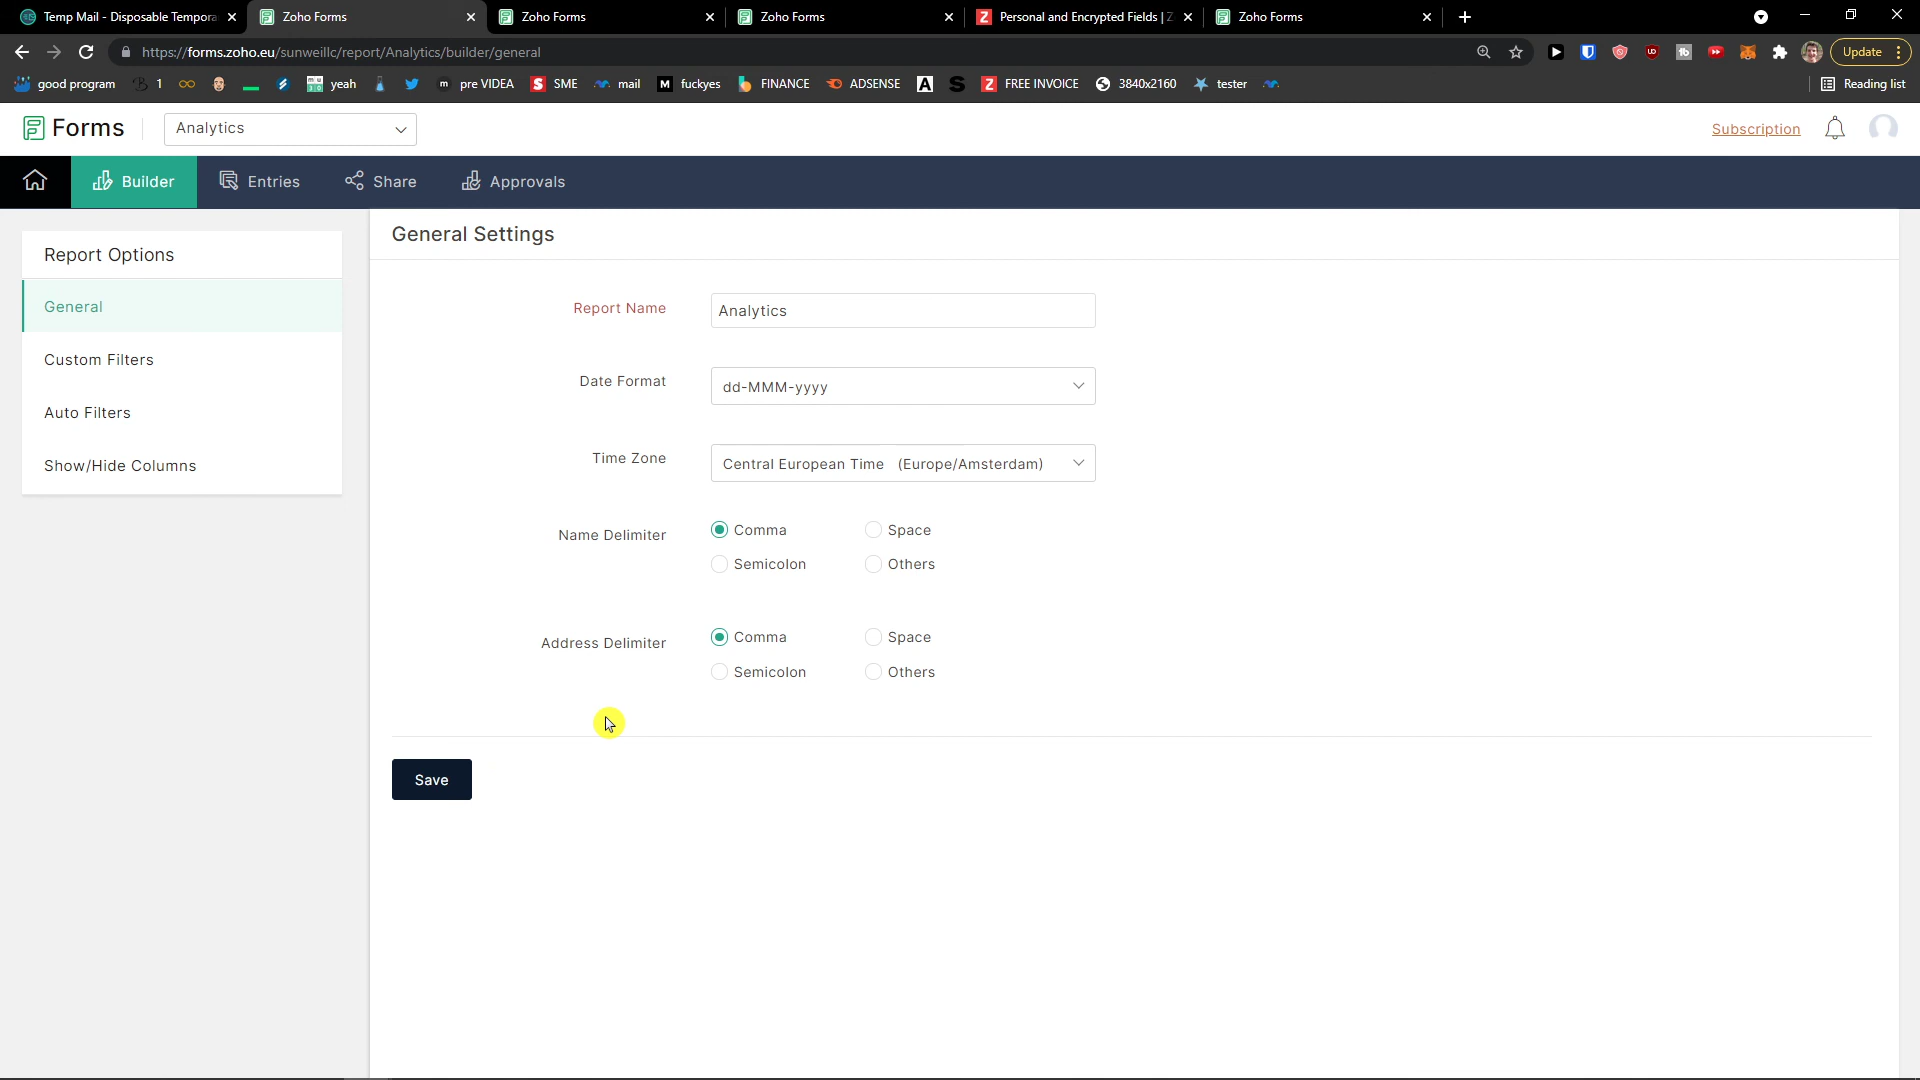 Temp Mail - Disposable Tempora
Zoho Forms
Zoho Forms
Zoho Forms
Personal and Encrypted Fields | Z
Zoho Forms
https://forms.zoho.eu/sunweillc/report/Analytics/builder/general
Update
good program
1
yeah
pre VIDEA
SME
mail
fuckyes
FINANCE
ADSENSE
FREE INVOICE
3840x2160
tester
Reading list
Forms
Analytics
Subscription
Builder
Entries
Share
Approvals
Report Options
General
Custom Filters
Auto Filters
Show/Hide Columns
General Settings
Report Name
Analytics
Date Format
dd-MMM-yyyy
Time Zone
Central European Time (Europe/Amsterdam)
Name Delimiter
Comma
Space
Semicolon
Others
Address Delimiter
Comma
Space
Semicolon
Others
Save